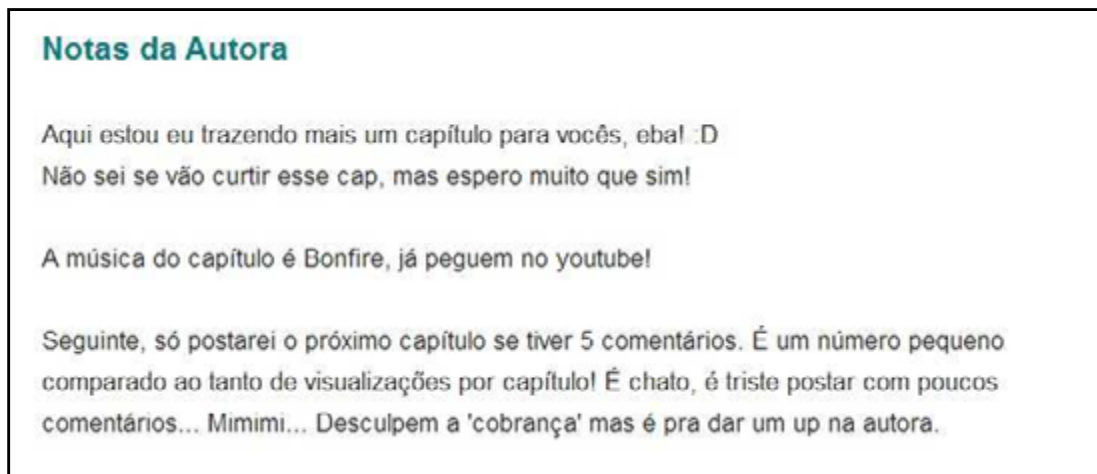 Notas da Autora
Aqui estou eu trazendo mais um capítulo para vocês, eba! :D
Não sei se vão curtir esse cap, mas espero muito que sim!
A música do capítulo é Bonfire, já peguem no youtube!
Seguinte, só postarei o próximo capítulo se tiver 5 comentários. É um número pequeno
comparado ao tanto de visualizações por capítulo! É chato, é triste postar com poucos
comentários... Mimimi... Desculpem a 'cobrança' mas é pra dar um up na autora.